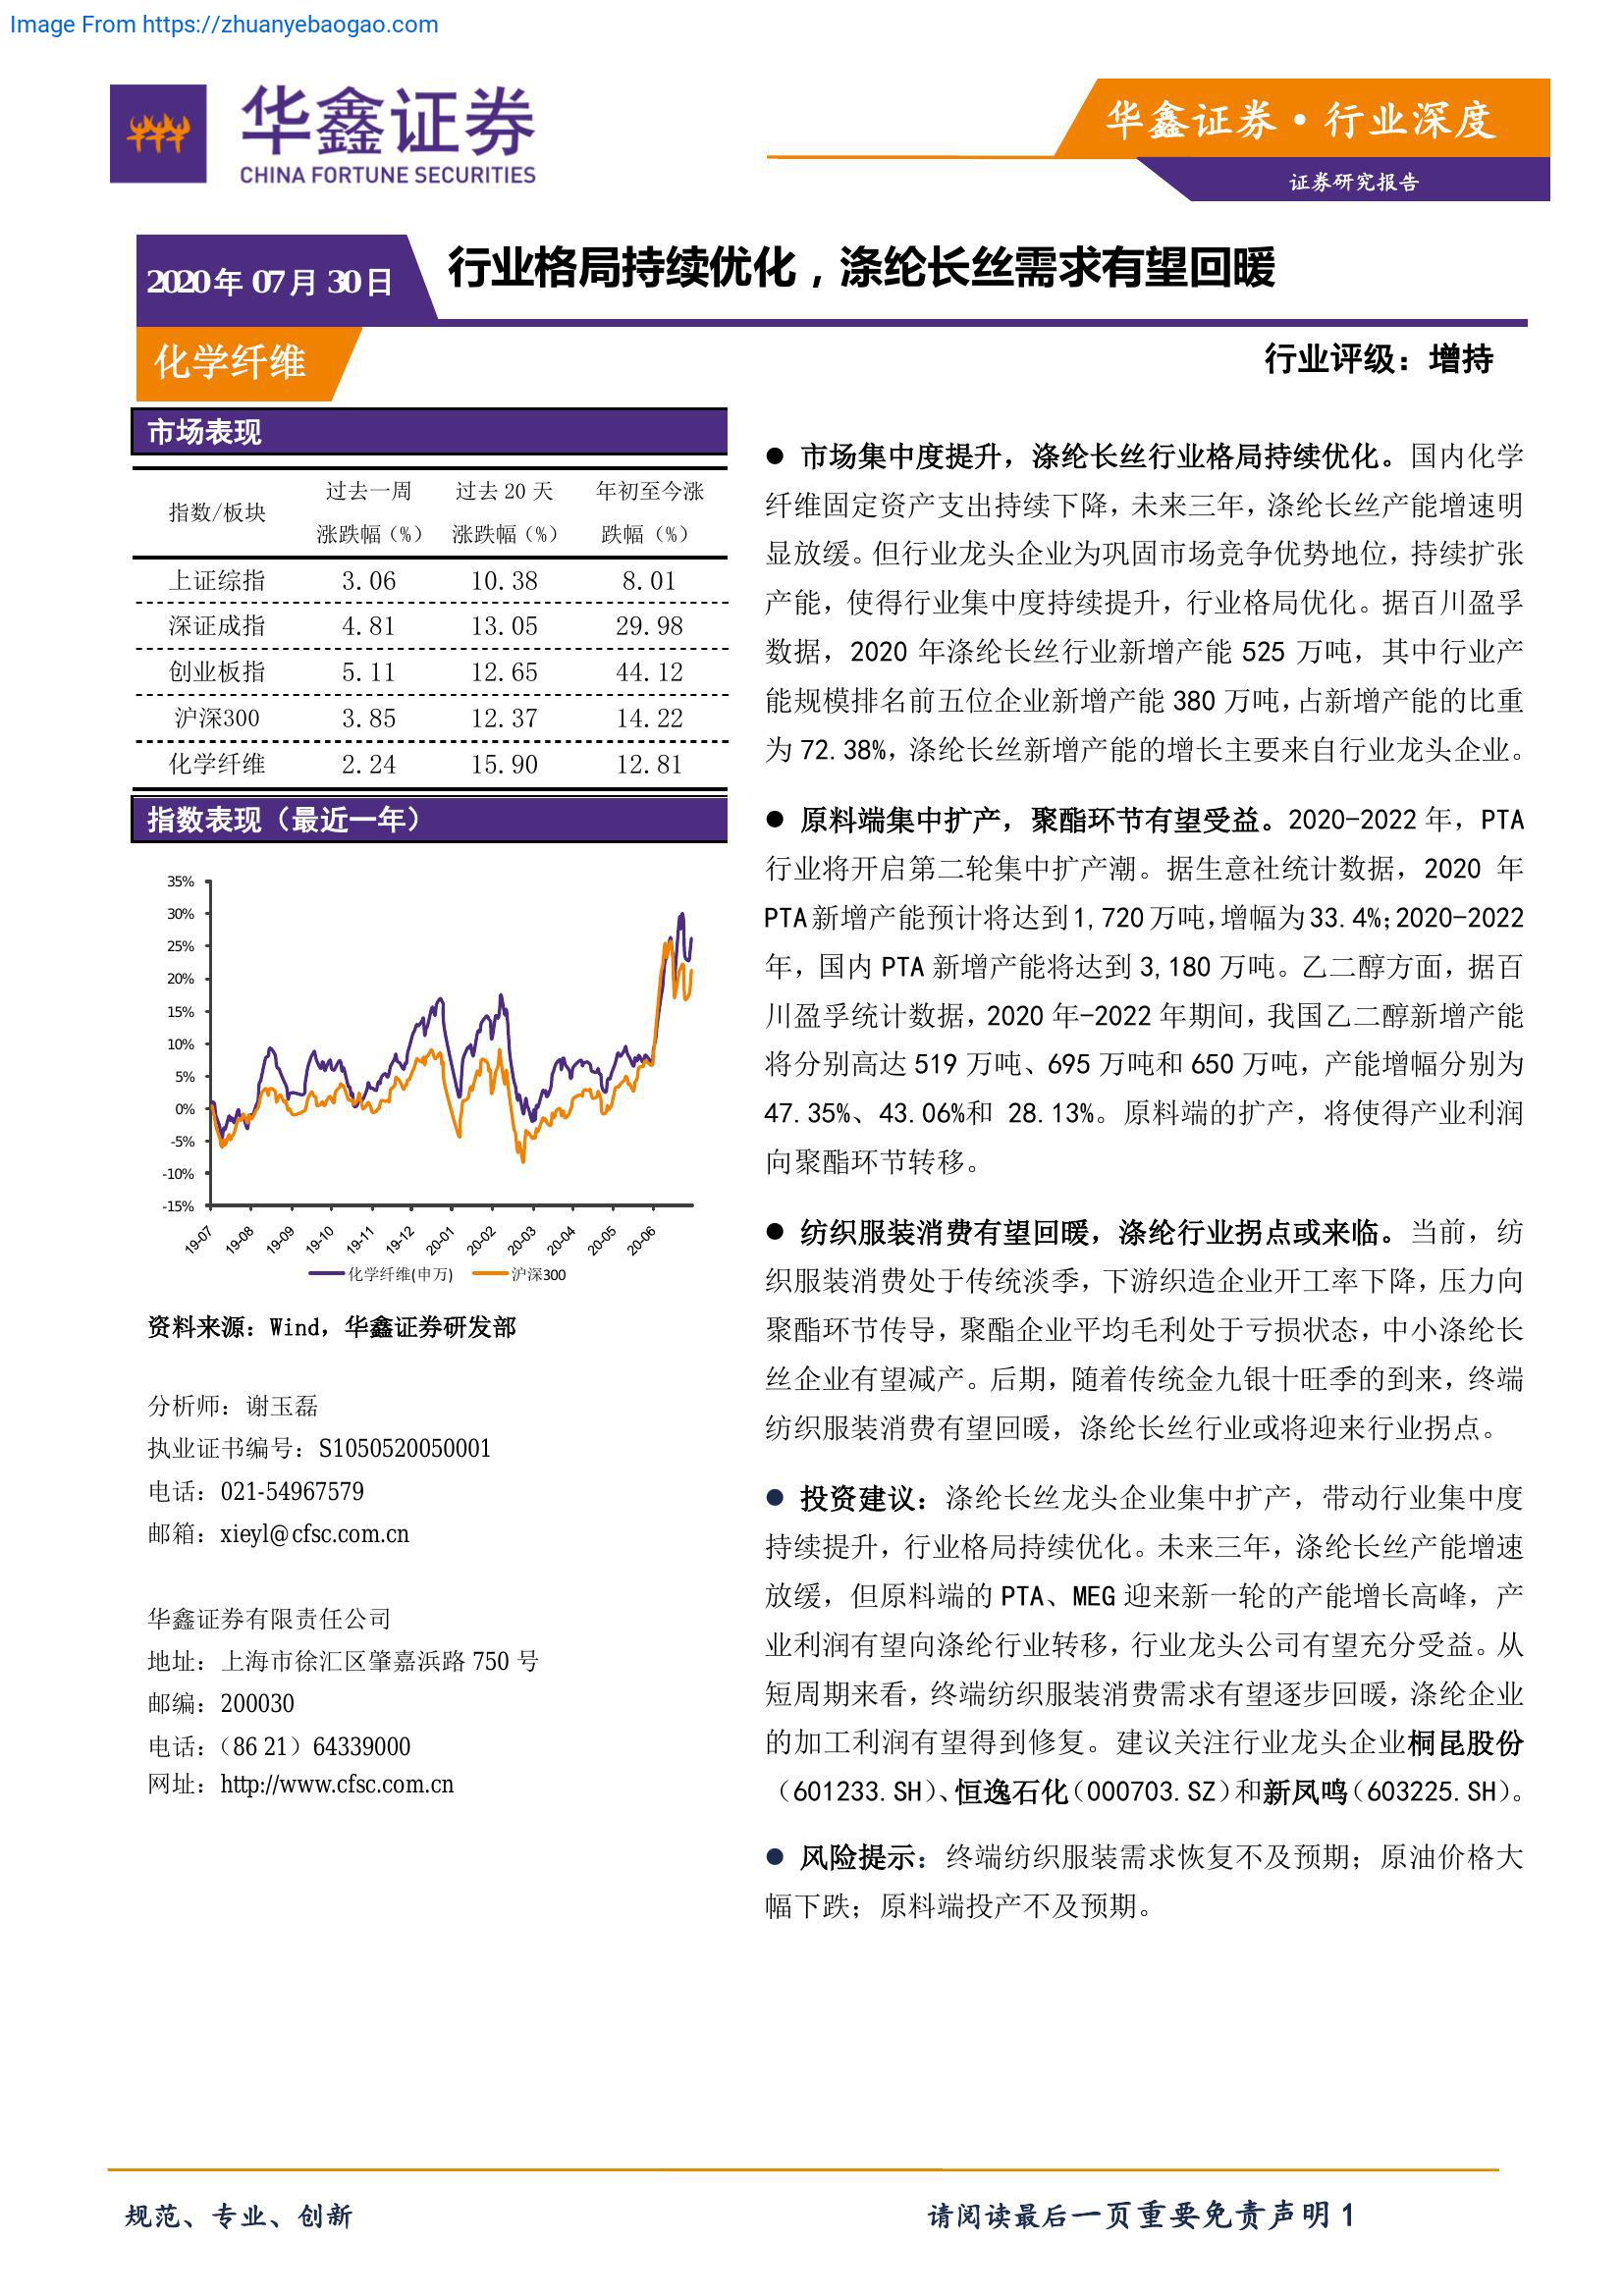 Image From https://zhuanyebaogao.com
华鑫证券
CHINA FORTUNE SECURITIES
华鑫证券·行业深度
证券研究报告
2020年 07月 30日
行业格局持续优化，涤纶长丝需求有望回暖
化学纤维
行业评级：增持
市场表现
指数/板块 过去一周涨跌幅（%） 过去 20 天涨跌幅（%） 年初至今涨跌幅（%）
上证综指 3.06 10.38 8.01
深证成指 4.81 13.05 29.98
创业板指 5.11 12.65 44.12
沪深300 3.85 12.37 14.22
化学纤维 2.24 15.90 12.81
指数表现（最近一年）
35%
30%
25%
20%
15%
10%
5%
0%
-5%
-10%
-15%
19-07 19-08 19-09 19-10 19-11 19-12 20-01 20-02 20-03 20-04 20-05 20-06
化学纤维(申万) 沪深300
资料来源：Wind，华鑫证券研发部
分析师：谢玉磊
执业证书编号：S1050520050001
电话：021-54967579
邮箱：xieyl@cfsc.com.cn
华鑫证券有限责任公司
地址：上海市徐汇区肇嘉浜路 750 号
邮编：200030
电话：（86 21）64339000
网址：http://www.cfsc.com.cn
● 市场集中度提升，涤纶长丝行业格局持续优化。国内化学
纤维固定资产支出持续下降，未来三年，涤纶长丝产能增速明
显放缓。但行业龙头企业为巩固市场竞争优势地位，持续扩张
产能，使得行业集中度持续提升，行业格局优化。据百川盈孚
数据，2020 年涤纶长丝行业新增产能 525 万吨，其中行业产
能规模排名前五位企业新增产能 380 万吨，占新增产能的比重
为 72.38%，涤纶长丝新增产能的增长主要来自行业龙头企业。
● 原料端集中扩产，聚酯环节有望受益。2020-2022 年，PTA
行业将开启第二轮集中扩产潮。据生意社统计数据，2020 年
PTA 新增产能预计将达到 1,720 万吨，增幅为 33.4%；2020-2022
年，国内 PTA 新增产能将达到 3,180 万吨。乙二醇方面，据百
川盈孚统计数据，2020 年-2022 年期间，我国乙二醇新增产能
将分别高达 519 万吨、695 万吨和 650 万吨，产能增幅分别为
47.35%、43.06%和 28.13%。原料端的扩产，将使得产业利润
向聚酯环节转移。
● 纺织服装消费有望回暖，涤纶行业拐点或来临。当前，纺
织服装消费处于传统淡季，下游织造企业开工率下降，压力向
聚酯环节传导，聚酯企业平均毛利处于亏损状态，中小涤纶长
丝企业有望减产。后期，随着传统金九银十旺季的到来，终端
纺织服装消费有望回暖，涤纶长丝行业或将迎来行业拐点。
● 投资建议：涤纶长丝龙头企业集中扩产，带动行业集中度
持续提升，行业格局持续优化。未来三年，涤纶长丝产能增速
放缓，但原料端的 PTA、MEG 迎来新一轮的产能增长高峰，产
业利润有望向涤纶行业转移，行业龙头公司有望充分受益。从
短周期来看，终端纺织服装消费需求有望逐步回暖，涤纶企业
的加工利润有望得到修复。建议关注行业龙头企业桐昆股份
（601233.SH）、恒逸石化（000703.SZ）和新凤鸣（603225.SH）。
● 风险提示：终端纺织服装需求恢复不及预期；原油价格大
幅下跌；原料端投产不及预期。
规范、专业、创新
请阅读最后一页重要免责声明 1